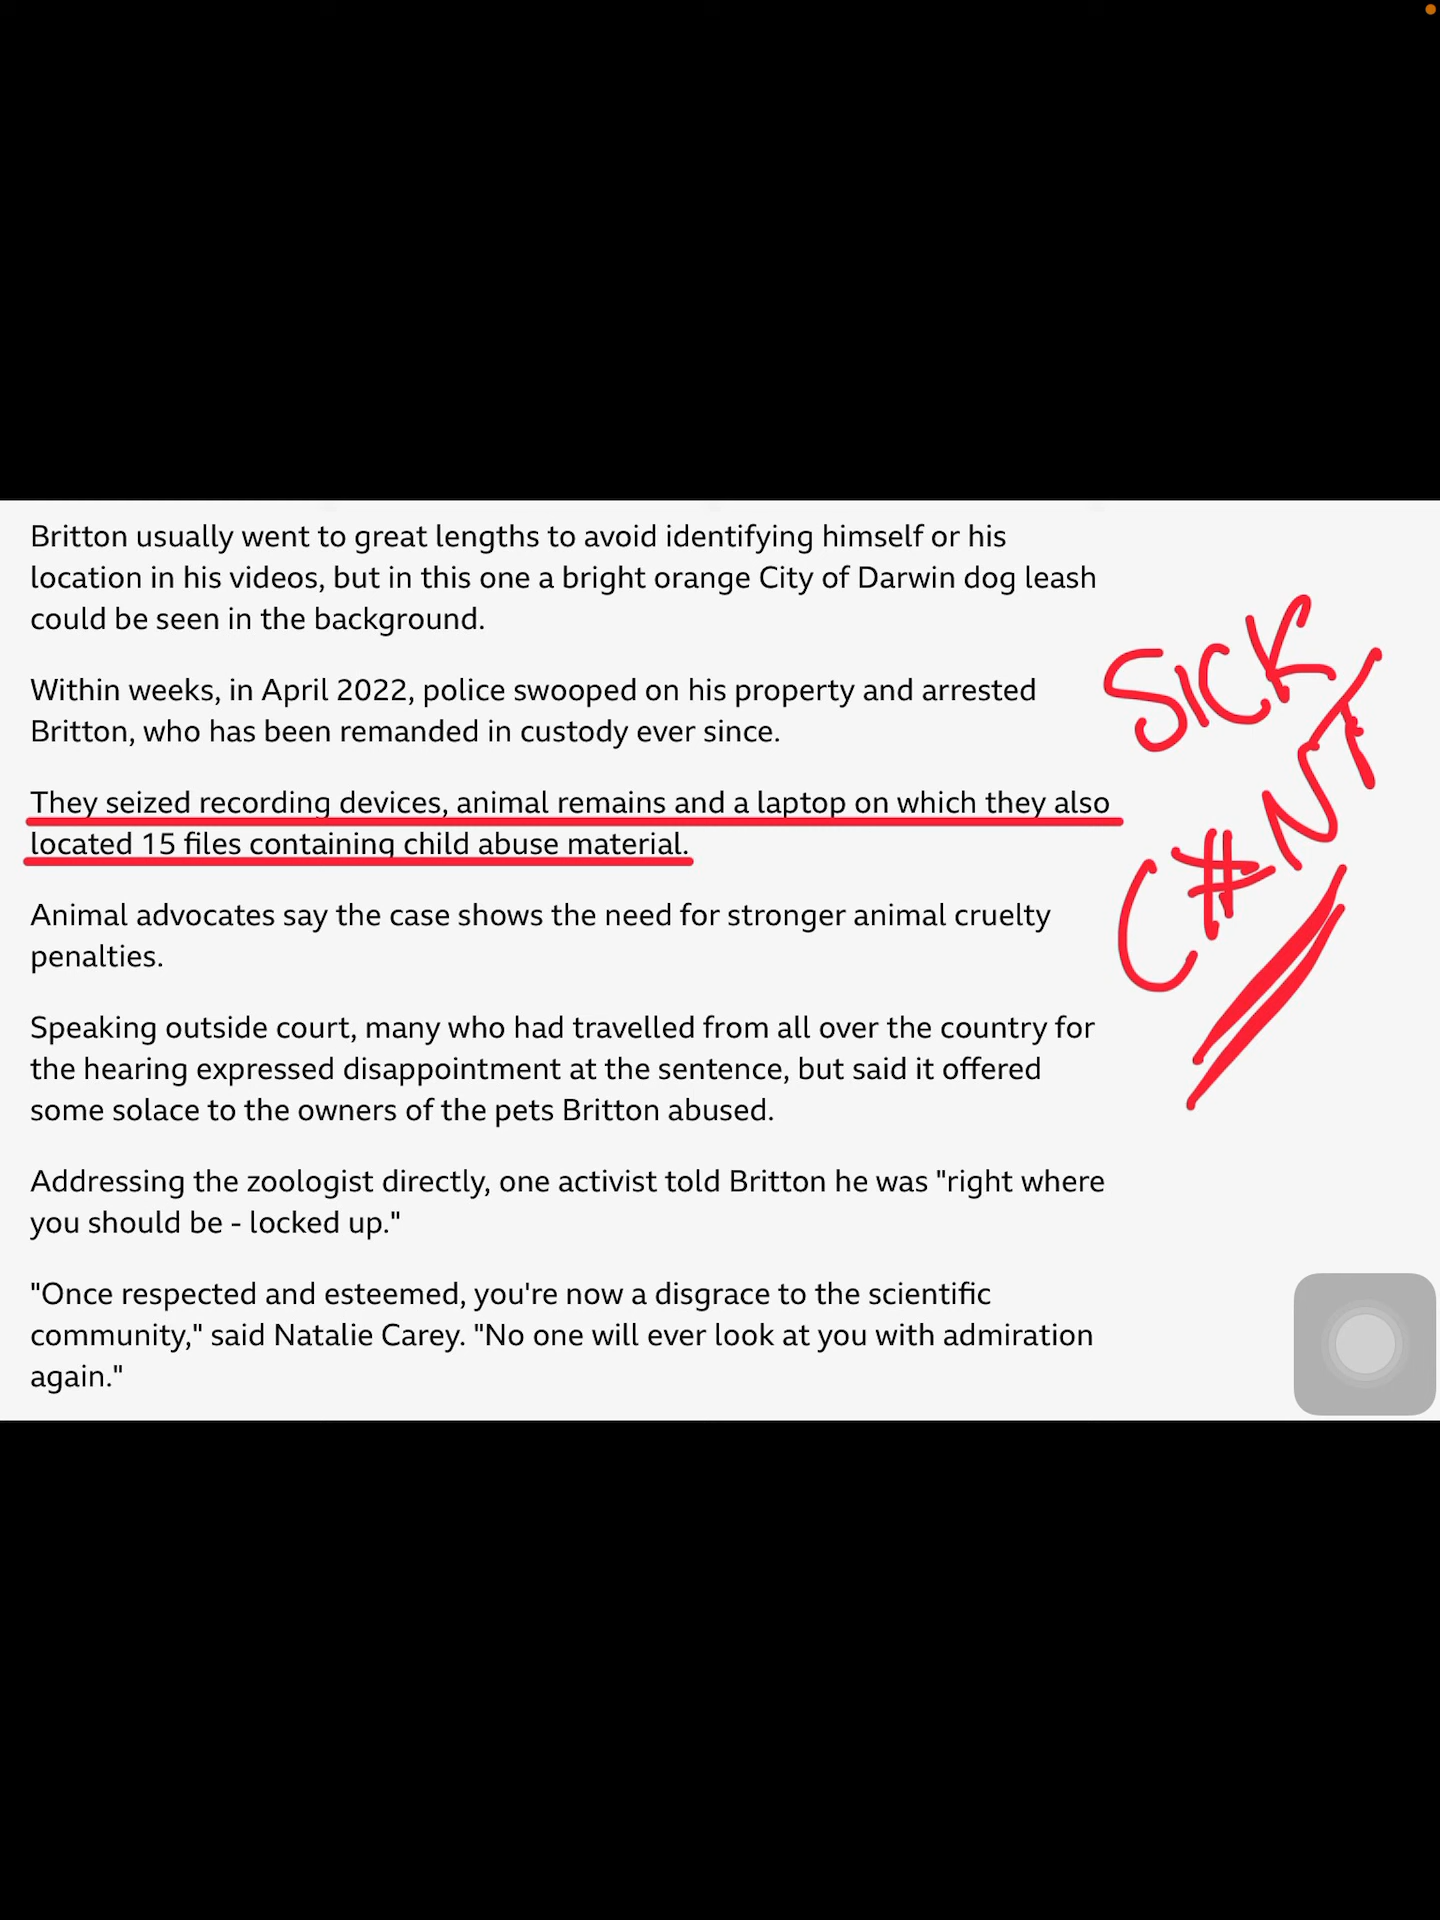 Britton usually went to great lengths to avoid identifying himself or his
location in his videos, but in this one a bright orange City of Darwin dog leash
could be seen in the background.
Within weeks, in April 2022, police swooped on his property and arrested
Britton, who has been remanded in custody ever since.
They seized recording devices, animal remains and a laptop on which they also
located 15 files containing child abuse material.
Animal advocates say the case shows the need for stronger animal cruelty
penalties.
Speaking outside court, many who had travelled from all over the country for
the hearing expressed disappointment at the sentence, but said it offered
some solace to the owners of the pets Britton abused.
Addressing the zoologist directly, one activist told Britton he was "right where
you should be - locked up."
"Once respected and esteemed, you're now a disgrace to the scientific
community," said Natalie Carey. "No one will ever look at you with admiration
again."
SICK
C#NT